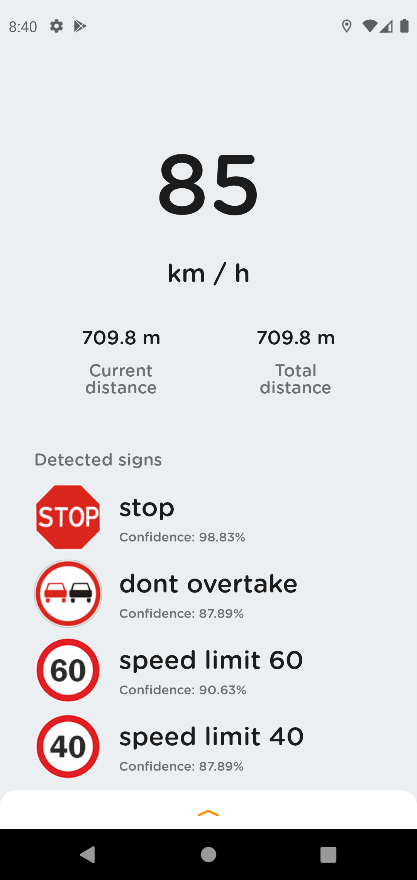 8:40
85
km / h
709.8 m 709.8 m
Current Total
distance distance
Detected signs
STOP
stop
Confidence: 98.83%
dont overtake
Confidence: 87.89%
60
speed limit 60
Confidence: 90.63%
40
speed limit 40
Confidence: 87.89%